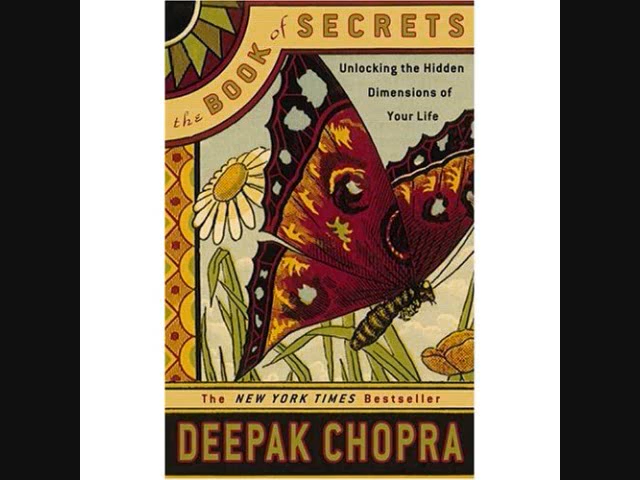 the BOOK of SECRETS
Unlocking the Hidden
Dimensions of
Your Life
The NEW YORK TIMES Bestseller
DEEPAK CHOPRA